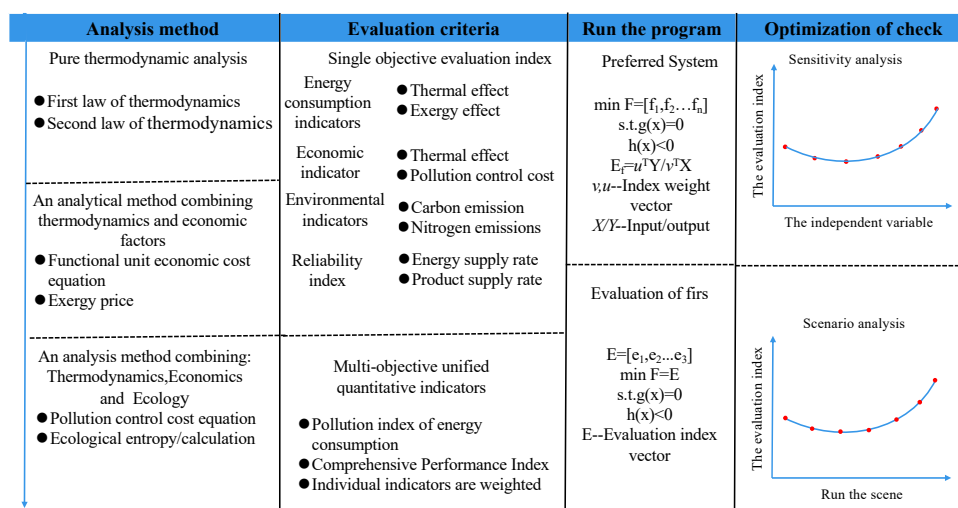 Analysis method
Evaluation criteria
Run the program
Optimization of check
Pure thermodynamic analysis
●First law of thermodynamics
●Second law of thermodynamics
An analytical method combining
thermodynamics and economic
factors
●Functional unit economic cost
equation
●Exergy price
An analysis method combining:
Thermodynamics,Economics
and Ecology
●Pollution control cost equation
●Ecological entropy/calculation
Single objective evaluation index
Energy
consumption
indicators
●Thermal effect
●Exergy effect
Economic
indicator
●Thermal effect
●Pollution control cost
Environmental
indicators
●Carbon emission
●Nitrogen emissions
Reliability
index
●Energy supply rate
●Product supply rate
Multi-objective unified
quantitative indicators
●Pollution index of energy
consumption
●Comprehensive Performance Index
●Individual indicators are weighted
Preferred System
min F=[f₁,f₂…fₙ]
s.t.g(x)=0
h(x)<0
E_f=uᵀY/vᵀX
v,u--Index weight
vector
X/Y--Input/output
Evaluation of firs
E=[e₁,e₂...e₃]
min F=E
s.t.g(x)=0
h(x)<0
E--Evaluation index
vector
Sensitivity analysis
The evaluation index
The independent variable
Scenario analysis
The evaluation index
Run the scene